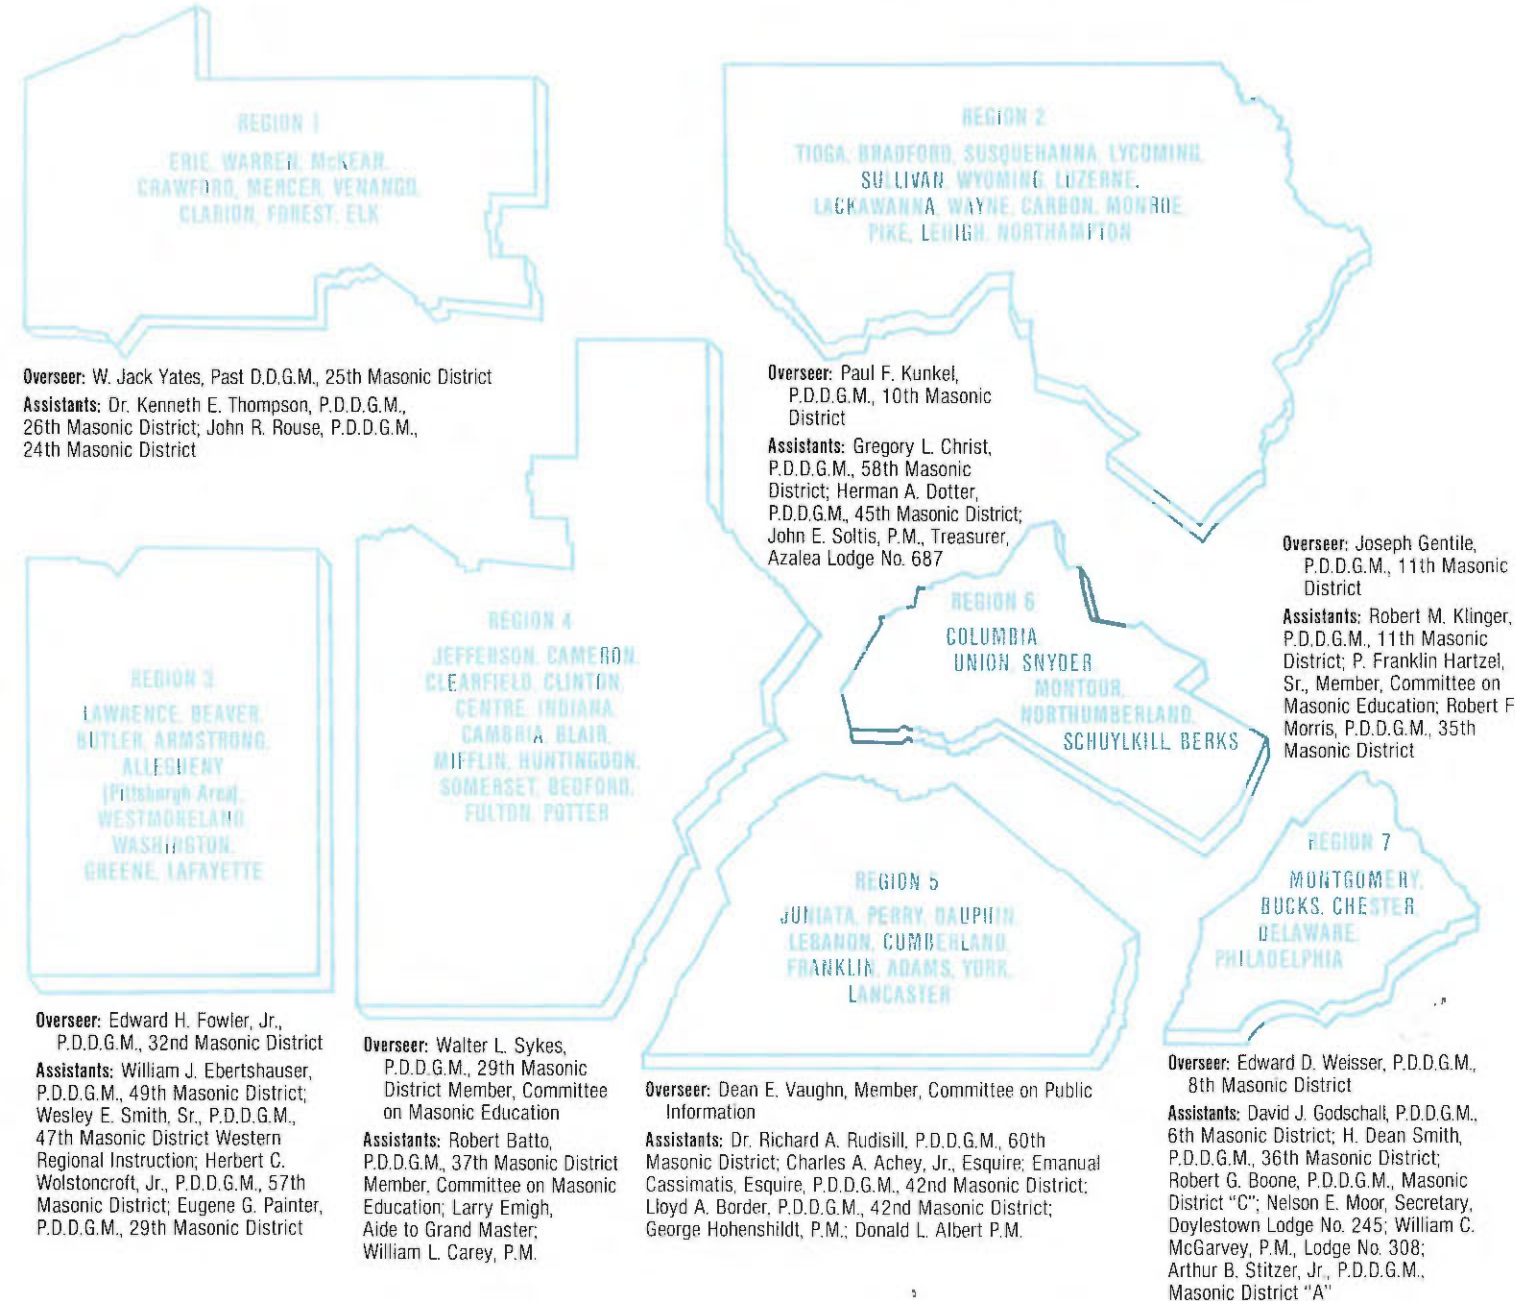 REGION 1
ERIE, WARREN, McKEAN,
CRAWFORD, MERCER, VENANGO,
CLARION, FOREST, ELK
Overseer: W. Jack Yates, Past D.D.G.M., 25th Masonic District
Assistants: Dr. Kenneth E. Thompson, P.D.D.G.M.,
26th Masonic District; John R. Rouse, P.D.D.G.M.,
24th Masonic District
REGION 2
TIOGA, BRADFORD, SUSQUEHANNA, LYCOMING,
SULLIVAN, WYOMING, LUZERNE,
LACKAWANNA, WAYNE, CARBON, MONROE,
PIKE, LEHIGH, NORTHAMPTON
Overseer: Paul F. Kunkel,
P.D.D.G.M., 10th Masonic
District
Assistants: Gregory L. Christ,
P.D.D.G.M., 58th Masonic
District; Herman A. Dotter,
P.D.D.G.M., 45th Masonic District;
John E. Soltis, P.M., Treasurer,
Azalea Lodge No. 687
REGION 3
LAWRENCE, BEAVER,
BUTLER, ARMSTRONG,
ALLEGHENY
(Pittsburgh Area),
WESTMORELAND
WASHINGTON,
GREENE, LAFAYETTE
Overseer: Edward H. Fowler, Jr.,
P.D.D.G.M., 32nd Masonic District
Assistants: William J. Ebertshauser,
P.D.D.G.M., 49th Masonic District;
Wesley E. Smith, Sr., P.D.D.G.M.,
47th Masonic District Western
Regional Instruction; Herbert C.
Wolstoncroft, Jr., P.D.D.G.M., 57th
Masonic District; Eugene G. Painter,
P.D.D.G.M., 29th Masonic District
REGION 4
JEFFERSON, CAMERON,
CLEARFIELD, CLINTON,
CENTRE, INDIANA,
CAMBRIA, BLAIR,
MIFFLIN, HUNTINGDON,
SOMERSET, BEDFORD,
FULTON, POTTER
Overseer: Walter L. Sykes,
P.D.D.G.M., 29th Masonic
District Member, Committee
on Masonic Education
Assistants: Robert Batto,
P.D.D.G.M., 37th Masonic District
Member, Committee on Masonic
Education; Larry Emigh,
Aide to Grand Master;
William L. Carey, P.M.
REGION 6
COLUMBIA
UNION, SNYDER
MONTOUR,
NORTHUMBERLAND,
SCHUYLKILL, BERKS
Overseer: Joseph Gentile,
P.D.D.G.M., 11th Masonic
District
Assistants: Robert M. Klinger,
P.D.D.G.M., 11th Masonic
District; P. Franklin Hartzel,
Sr., Member, Committee on
Masonic Education; Robert F
Morris, P.D.D.G.M., 35th
Masonic District
REGION 5
JUNIATA, PERRY, DAUPHIN,
LEBANON, CUMBERLAND,
FRANKLIN, ADAMS, YORK,
LANCASTER
Overseer: Dean E. Vaughn, Member, Committee on Public
Information
Assistants: Dr. Richard A. Rudisill, P.D.D.G.M., 60th
Masonic District; Charles A. Achey, Jr., Esquire; Emanual
Cassimatis, Esquire, P.D.D.G.M., 42nd Masonic District;
Lloyd A. Border, P.D.D.G.M., 42nd Masonic District;
George Hohenshildt, P.M.; Donald L. Albert P.M.
REGION 7
MONTGOMERY,
BUCKS, CHESTER
DELAWARE,
PHILADELPHIA
Overseer: Edward D. Weisser, P.D.D.G.M.,
8th Masonic District
Assistants: David J. Godschall, P.D.D.G.M.,
6th Masonic District; H. Dean Smith,
P.D.D.G.M., 36th Masonic District;
Robert G. Boone, P.D.D.G.M., Masonic
District "C"; Nelson E. Moor, Secretary,
Doylestown Lodge No. 245; William C.
McGarvey, P.M., Lodge No. 308;
Arthur B. Stitzer, Jr., P.D.D.G.M.,
Masonic District "A"